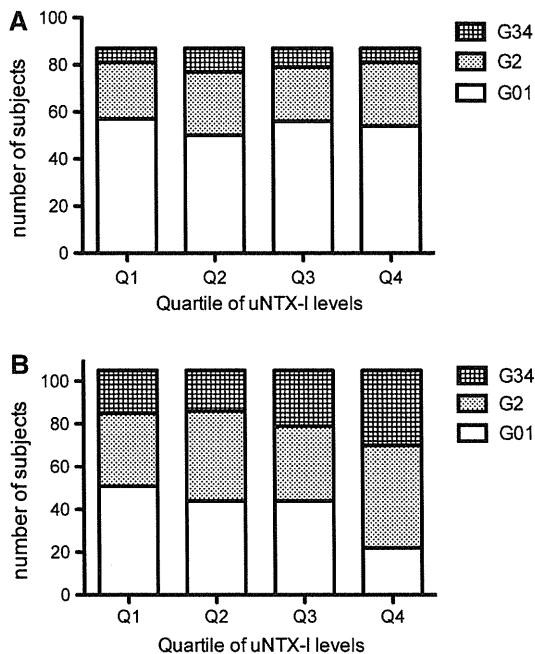 A
100
80
60
40
20
0
number of subjects
Q1 Q2 Q3 Q4
Quartile of uNTX-I levels
G34
G2
G01
B
100
80
60
40
20
0
number of subjects
Q1 Q2 Q3 Q4
Quartile of uNTX-I levels
G34
G2
G01